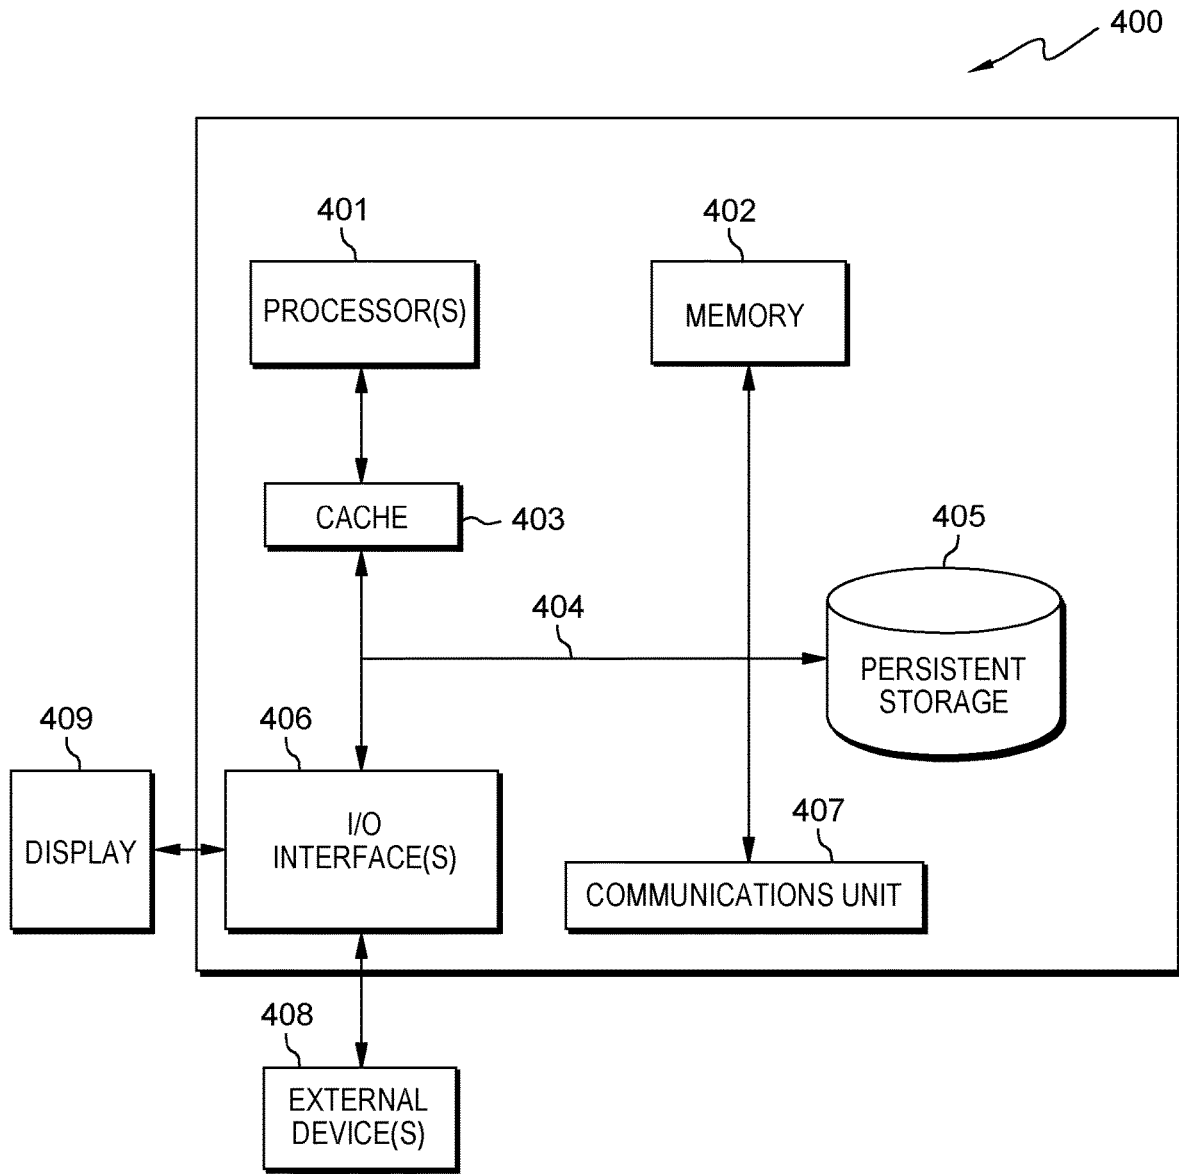 400
401
402
PROCESSOR(S)
MEMORY
CACHE
403
405
404
PERSISTENT
STORAGE
409
406
DISPLAY
I/O
INTERFACE(S)
407
COMMUNICATIONS UNIT
408
EXTERNAL
DEVICE(S)